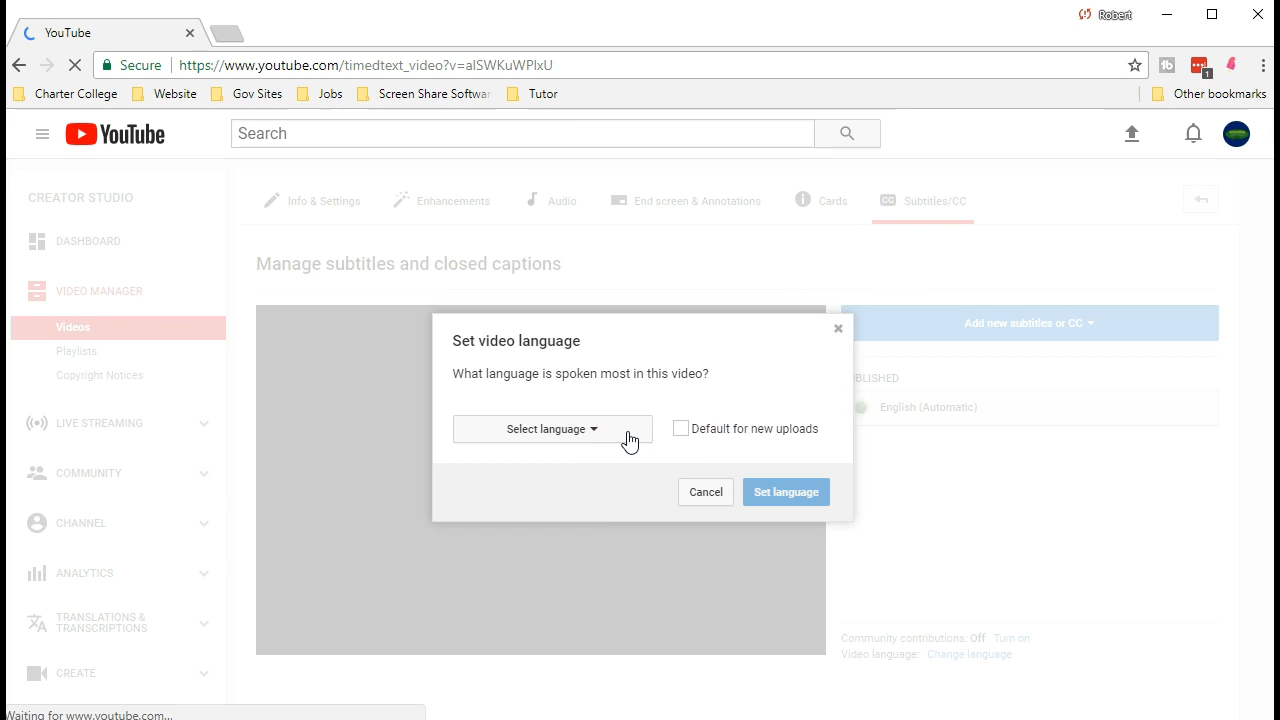 Robert
YouTube
Secure
https://www.youtube.com/timedtext_video?v=alSWKuWPlxU
1
Charter College
Website
Gov Sites
Jobs
Screen Share Softwar
Tutor
Other bookmarks
YouTube
Search
CREATOR STUDIO
Info & Settings
Enhancements
Audio
End screen & Annotations
Cards
CC Subtitles/CC
DASHBOARD
Manage subtitles and closed captions
VIDEO MANAGER
Videos
Playlists
Copyright Notices
Add new subtitles or CC
Set video language
What language is spoken most in this video?
Select language
Default for new uploads
Cancel
Set language
BLISHED
English (Automatic)
LIVE STREAMING
COMMUNITY
CHANNEL
ANALYTICS
TRANSLATIONS &
TRANSCRIPTIONS
CREATE
Community contributions: Off Turn on
Video language: Change language
Waiting for www.youtube.com...